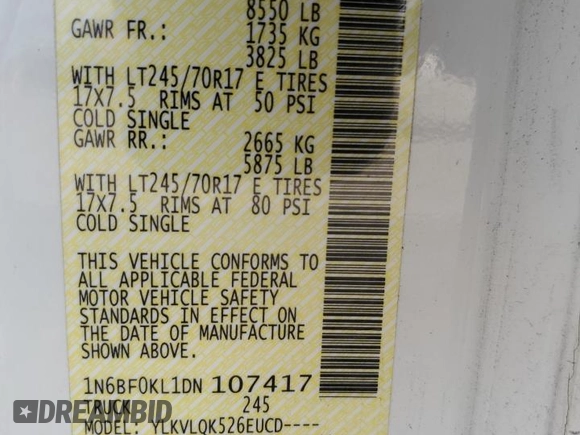 8550 LB
GAWR FR.: 1735 KG
3825 LB
WITH LT245/70R17 E TIRES
17X7.5 RIMS AT 50 PSI
COLD SINGLE
GAWR RR.: 2665 KG
5875 LB
WITH LT245/70R17 E TIRES
17X7.5 RIMS AT 80 PSI
COLD SINGLE
THIS VEHICLE CONFORMS TO
ALL APPLICABLE FEDERAL
MOTOR VEHICLE SAFETY
STANDARDS IN EFFECT ON
THE DATE OF MANUFACTURE
SHOWN ABOVE.
1N6BF0KL1DN 107417
TRUCK 245
MODEL: YLKVLQK526EUCD----
DREAMBID